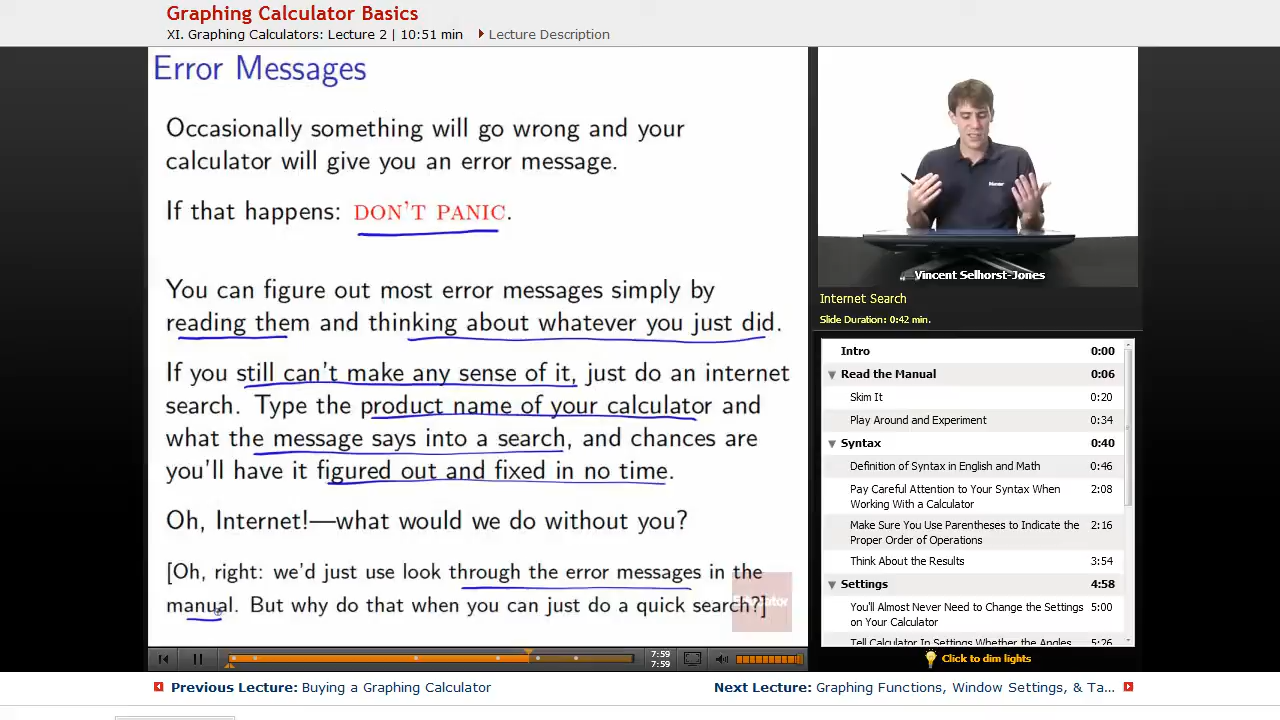 Graphing Calculator Basics
XI. Graphing Calculators: Lecture 2 | 10:51 min
Lecture Description
Error Messages
Occasionally something will go wrong and your
calculator will give you an error message.
If that happens: DON'T PANIC.
You can figure out most error messages simply by
reading them and thinking about whatever you just did.
If you still can't make any sense of it, just do an internet
search. Type the product name of your calculator and
what the message says into a search, and chances are
you'll have it figured out and fixed in no time.
Oh, Internet!—what would we do without you?
[Oh, right: we'd just use look through the error messages in the
manual. But why do that when you can just do a quick search?]
Vincent Selhorst-Jones
Internet Search
Slide Duration: 0:42 min.
Intro 0:00
Read the Manual 0:06
Skim It 0:20
Play Around and Experiment 0:34
Syntax 0:40
Definition of Syntax in English and Math 0:46
Pay Careful Attention to Your Syntax When 2:08
Working With a Calculator
Make Sure You Use Parentheses to Indicate the 2:16
Proper Order of Operations
Think About the Results 3:54
Settings 4:58
You'll Almost Never Need to Change the Settings 5:00
on Your Calculator
Tell Calculator In Settings Whether the Angles 5:26
7:59
7:59
Click to dim lights
Previous Lecture: Buying a Graphing Calculator
Next Lecture: Graphing Functions, Window Settings, & Ta...